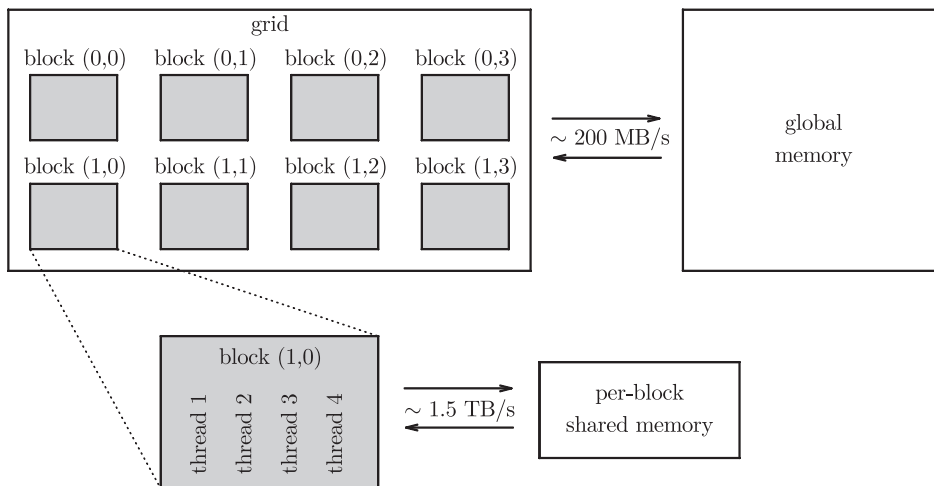 grid
block (0,0) block (0,1) block (0,2) block (0,3)
block (1,0) block (1,1) block (1,2) block (1,3)
∼ 200 MB/s
global
memory
block (1,0)
thread 1
thread 2
thread 3
thread 4
∼ 1.5 TB/s
per-block
shared memory